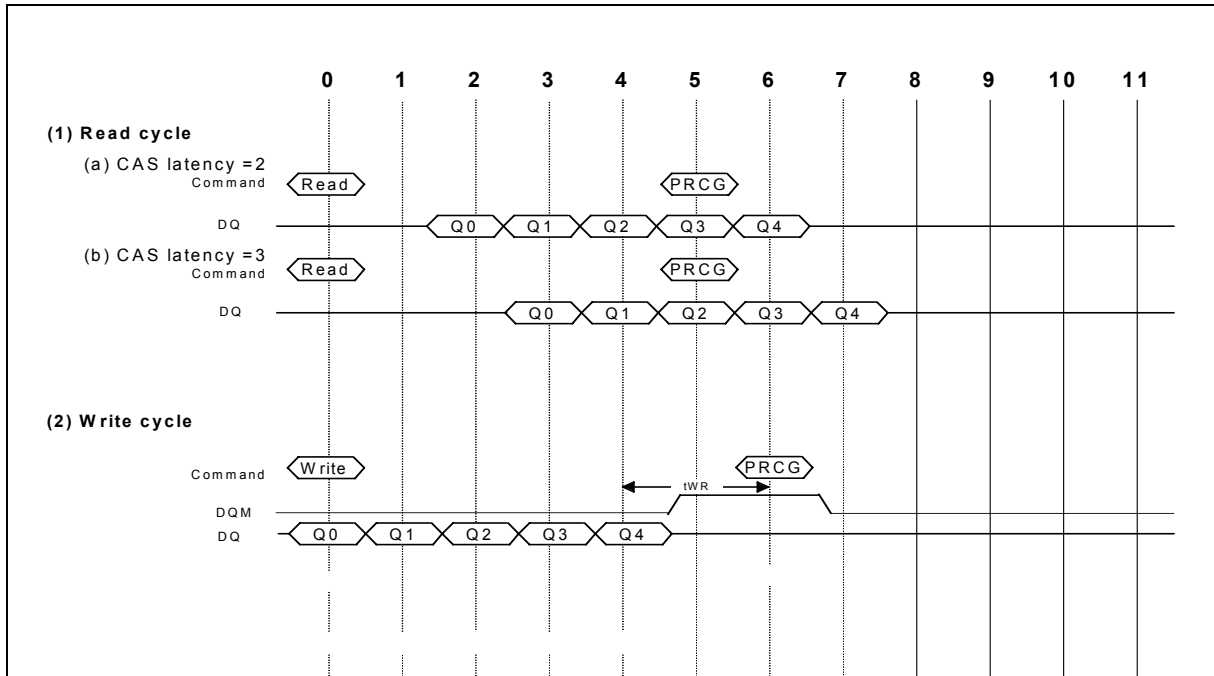 0 1 2 3 4 5 6 7 8 9 10 11
(1) Read cycle
(a) CAS latency =2
Command Read PRCG
DQ Q0 Q1 Q2 Q3 Q4
(b) CAS latency =3
Command Read PRCG
DQ Q0 Q1 Q2 Q3 Q4
(2) Write cycle
Command Write PRCG
tWR
DQM
DQ Q0 Q1 Q2 Q3 Q4